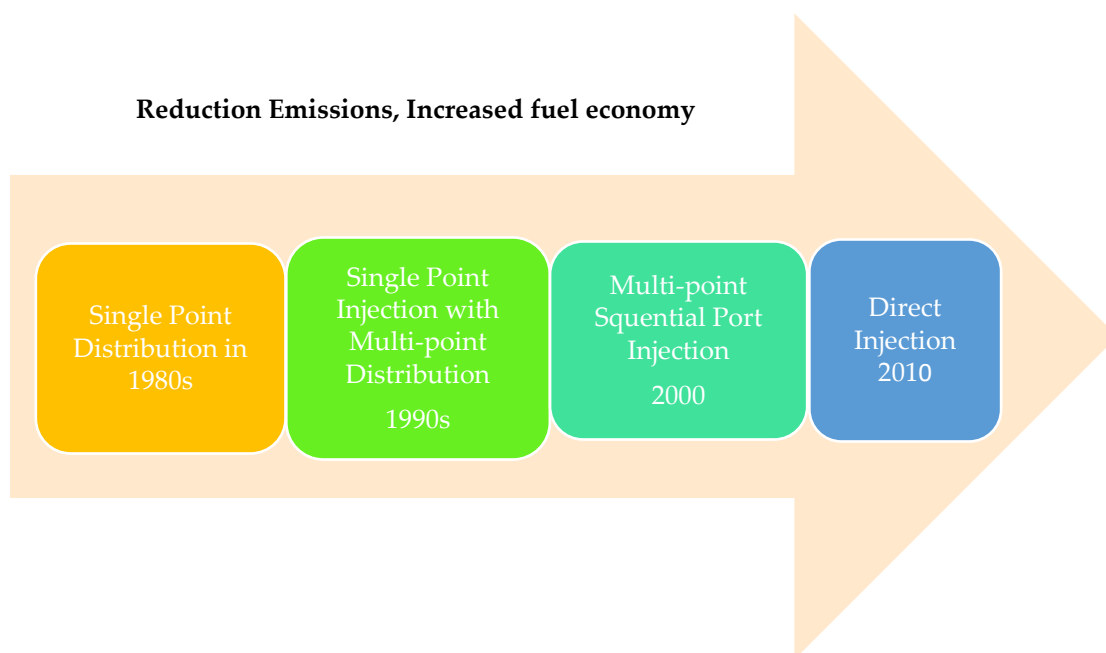 Reduction Emissions, Increased fuel economy
Single Point
Distribution in
1980s
Single Point
Injection with
Multi-point
Distribution
1990s
Multi-point
Squential Port
Injection
2000
Direct
Injection
2010